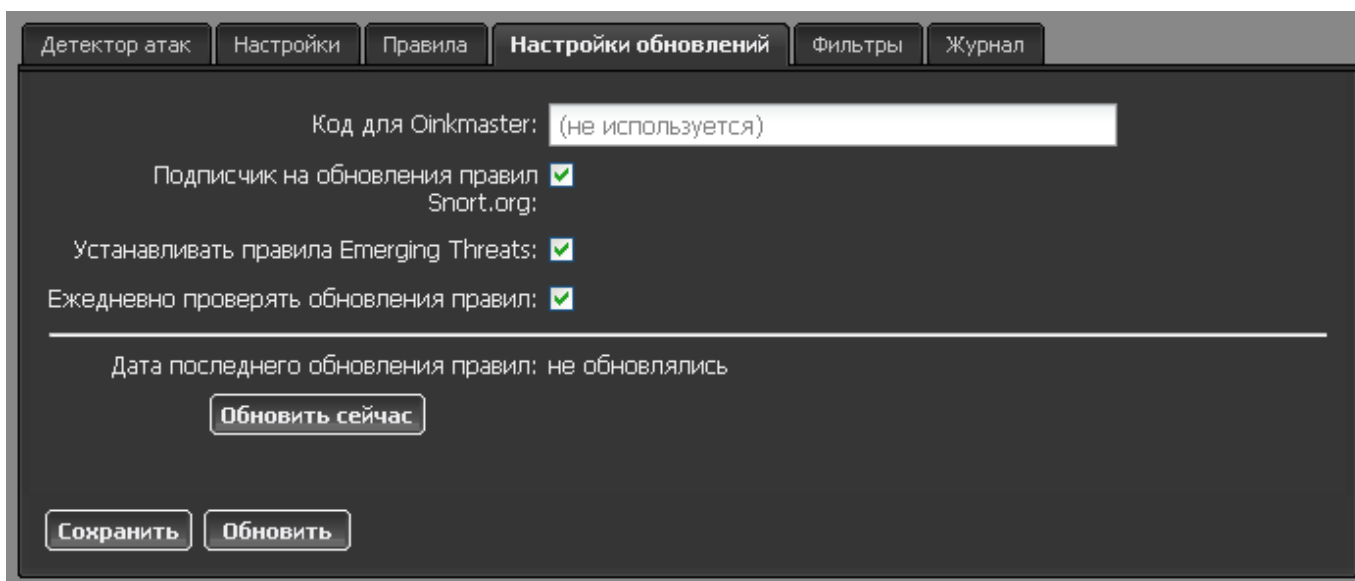 Детектор атак Настройки Правила Настройки обновлений Фильтры Журнал
Код для Oinkmaster: (не используется)
Подписчик на обновления правил
Snort.org:
Устанавливать правила Emerging Threats:
Ежедневно проверять обновления правил:
Дата последнего обновления правил: не обновлялись
Обновить сейчас
Сохранить Обновить